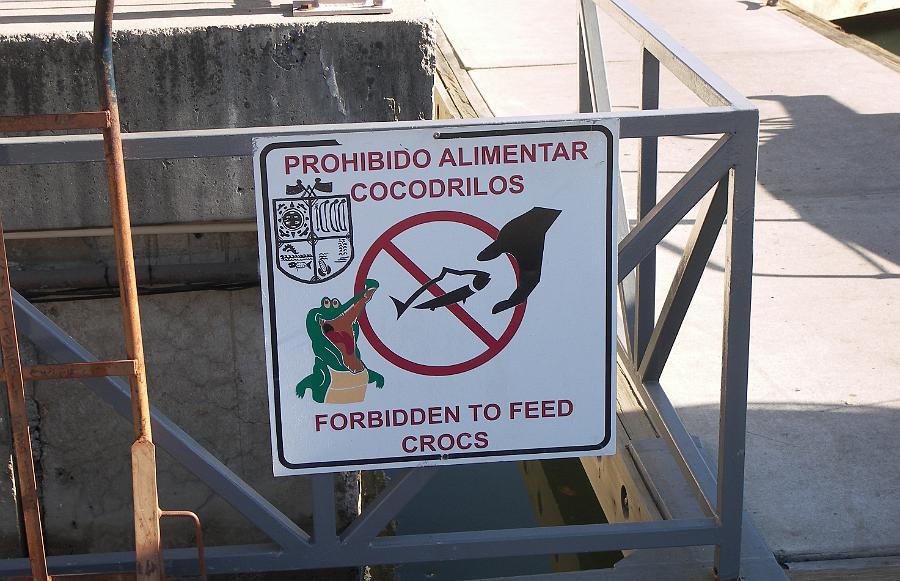 PROHIBIDO ALIMENTAR
COCODRILOS
FORBIDDEN TO FEED
CROCS